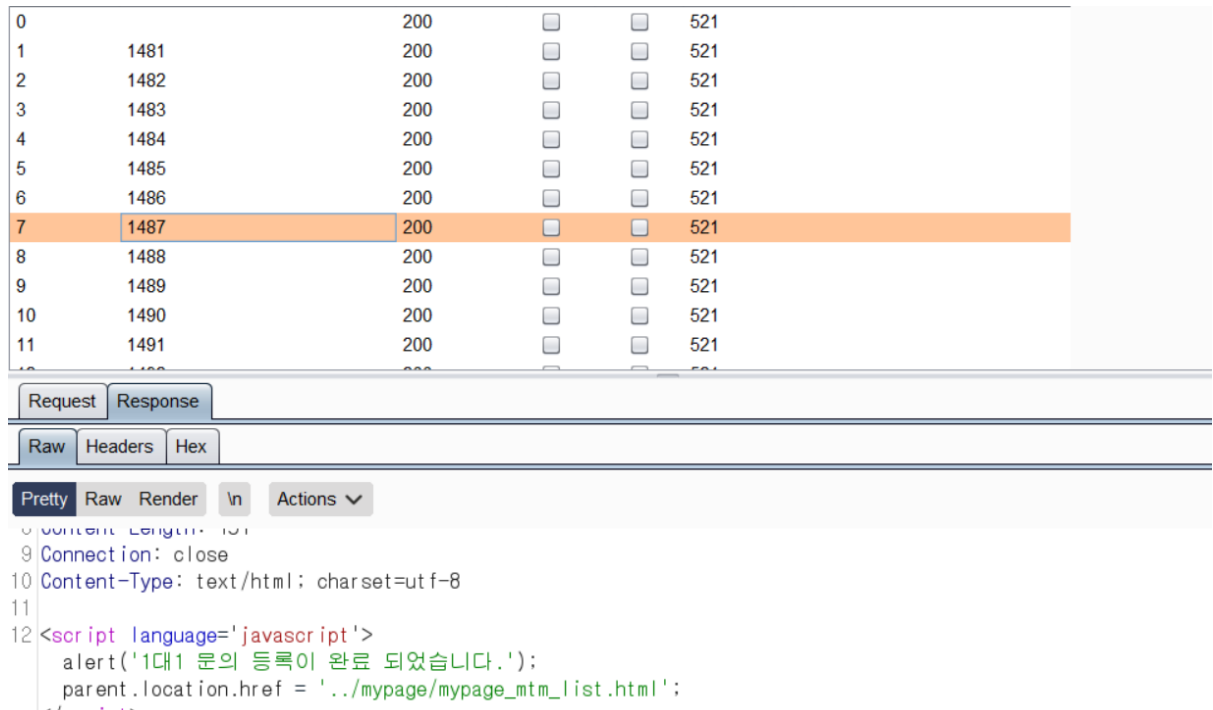 0 200 521
1 1481 200 521
2 1482 200 521
3 1483 200 521
4 1484 200 521
5 1485 200 521
6 1486 200 521
7 1487 200 521
8 1488 200 521
9 1489 200 521
10 1490 200 521
11 1491 200 521
Request Response
Raw Headers Hex
Pretty Raw Render \n Actions
9 Connection: close
10 Content-Type: text/html; charset=utf-8
11
12 <script language='javascript'>
alert('1대1 문의 등록이 완료 되었습니다.');
parent.location.href = '../mypage/mypage_mtm_list.html';